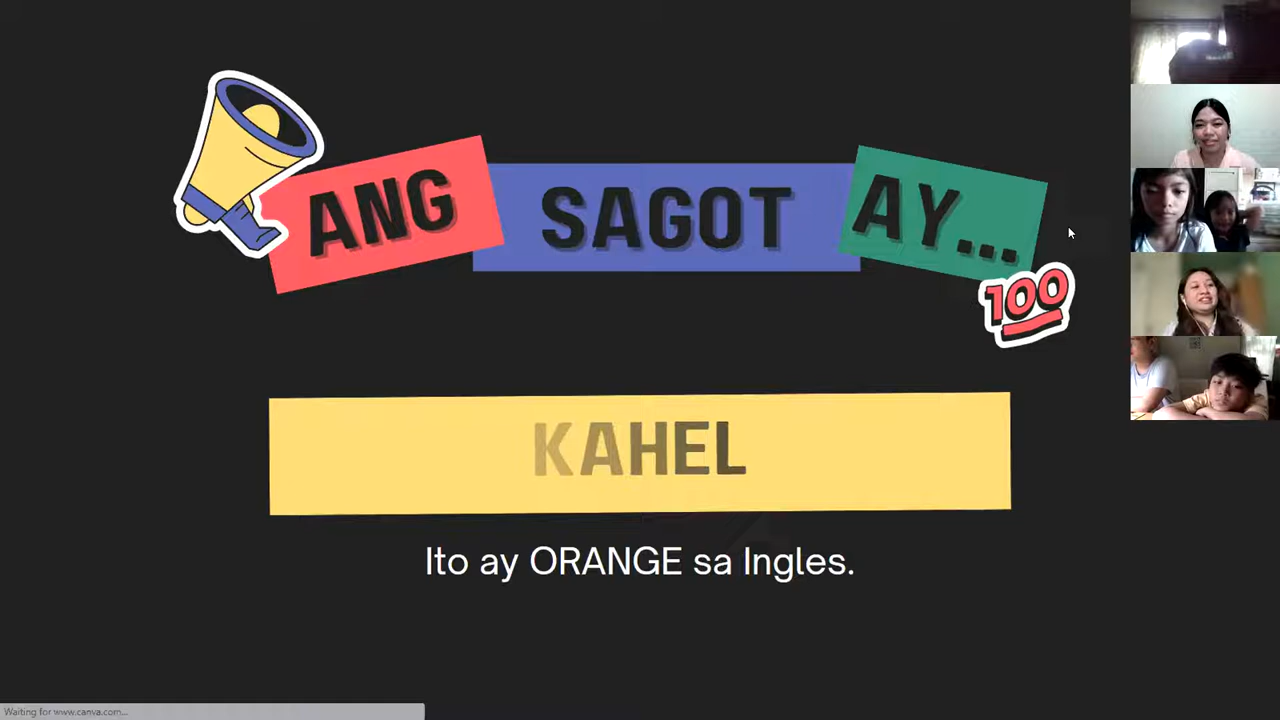 ANG SAGOT AY...
100
KAHEL
Ito ay ORANGE sa Ingles.
Waiting for www.canva.com...